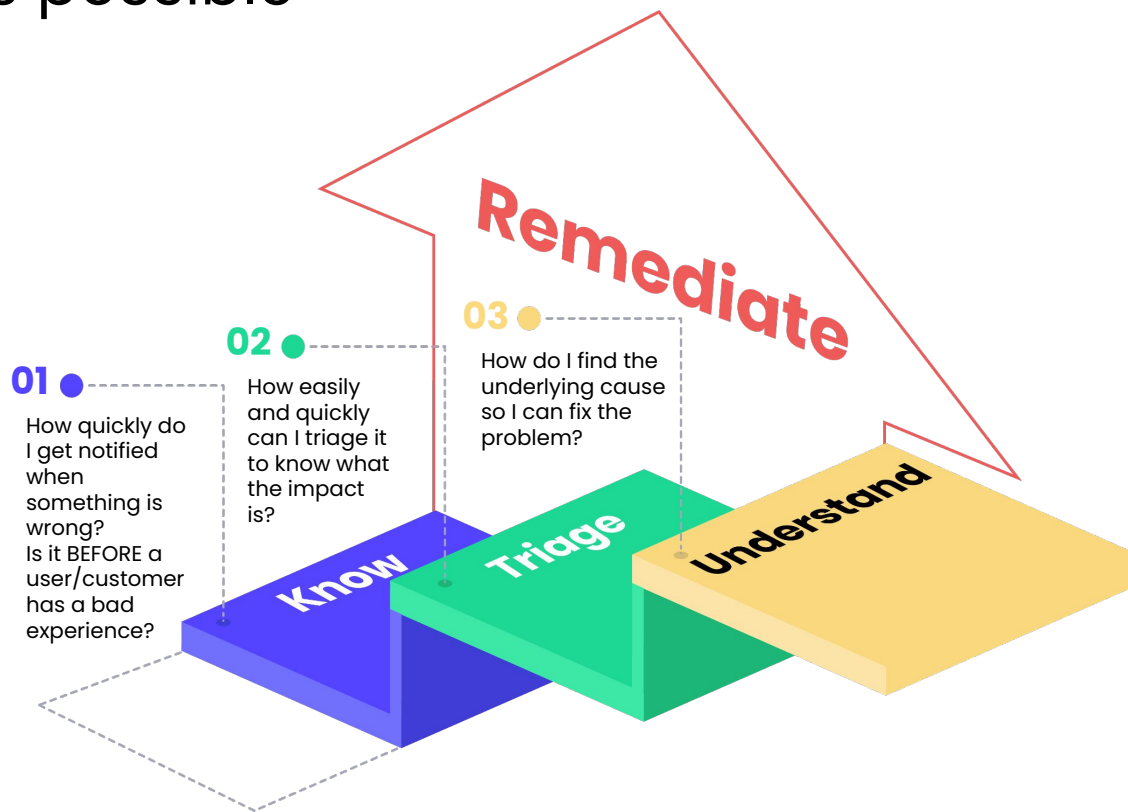 possible
Remediate
01
How quickly do
I get notified
when
something is
wrong?
Is it BEFORE a
user/customer
has a bad
experience?
02
How easily
and quickly
can I triage it
to know what
the impact
is?
03
How do I find the
underlying cause
so I can fix the
problem?
Know
Triage
Understand